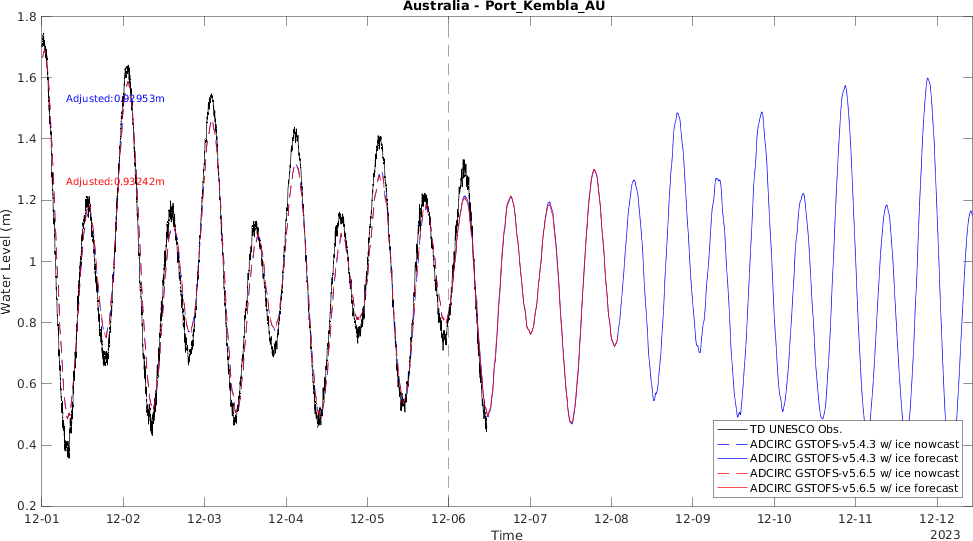 Australia - Port_Kembla_AU
1.8
1.6
1.4
1.2
1
0.8
0.6
0.4
0.2
Water Level (m)
Adjusted:0.92953m
Adjusted:0.93242m
TD UNESCO Obs.
ADCIRC GSTOFS-v5.4.3 w/ ice nowcast
ADCIRC GSTOFS-v5.4.3 w/ ice forecast
ADCIRC GSTOFS-v5.6.5 w/ ice nowcast
ADCIRC GSTOFS-v5.6.5 w/ ice forecast
12-01 12-02 12-03 12-04 12-05 12-06 12-07 12-08 12-09 12-10 12-11 12-12
Time
2023